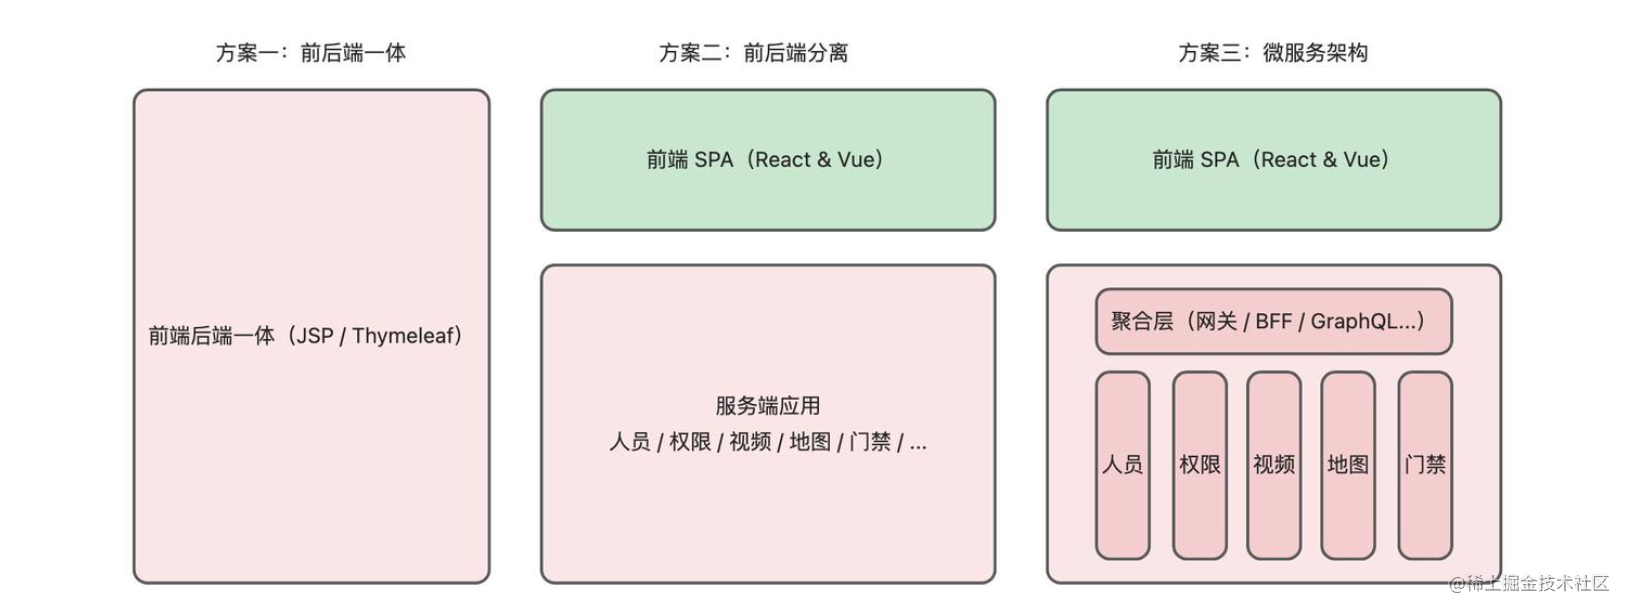 方案一：前后端一体
方案二：前后端分离
方案三：微服务架构
前端后端一体（JSP / Thymeleaf）
前端 SPA（React & Vue）
服务端应用
人员 / 权限 / 视频 / 地图 / 门禁 / ...
前端 SPA（React & Vue）
聚合层（网关 / BFF / GraphQL...）
人员
权限
视频
地图
门禁
@稀土掘金技术社区